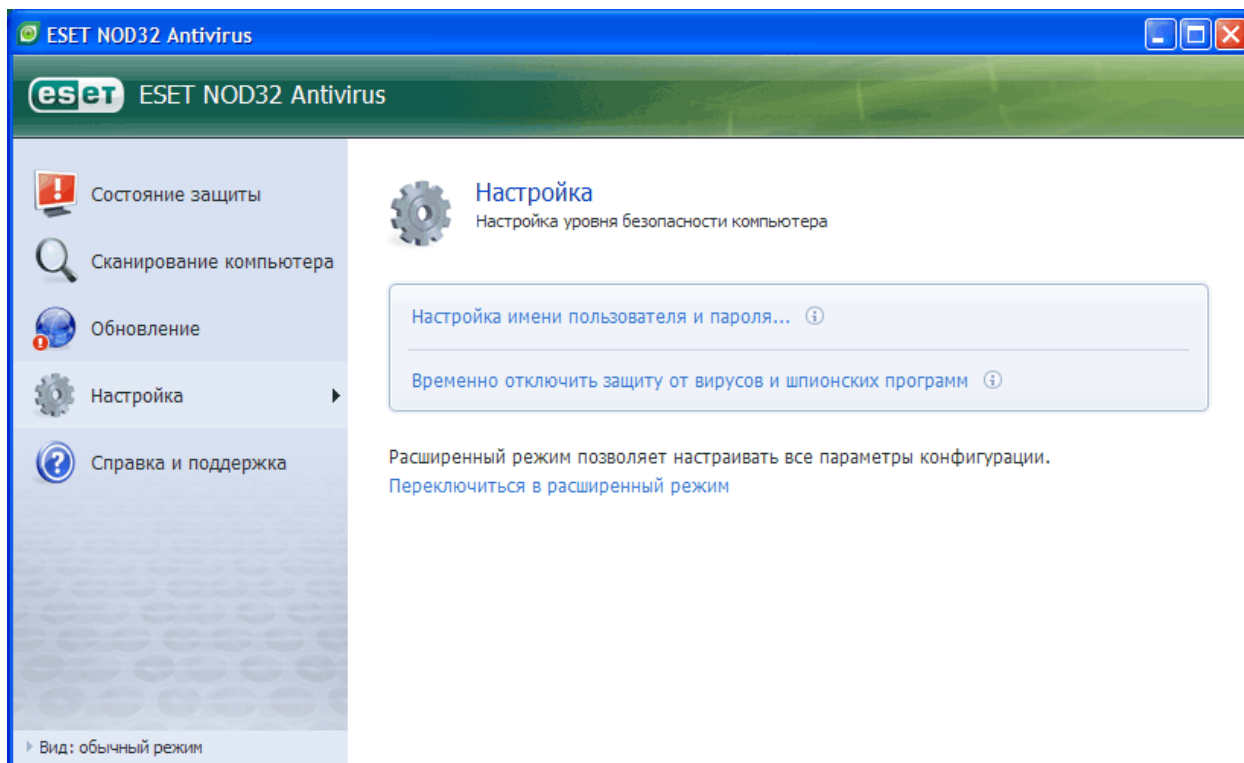 ESET NOD32 Antivirus
eset ESET NOD32 Antivirus
Состояние защиты
Сканирование компьютера
Обновление
Настройка
Справка и поддержка
Вид: обычный режим
Настройка
Настройка уровня безопасности компьютера
Настройка имени пользователя и пароля...
Временно отключить защиту от вирусов и шпионских программ
Расширенный режим позволяет настраивать все параметры конфигурации.
Переключиться в расширенный режим